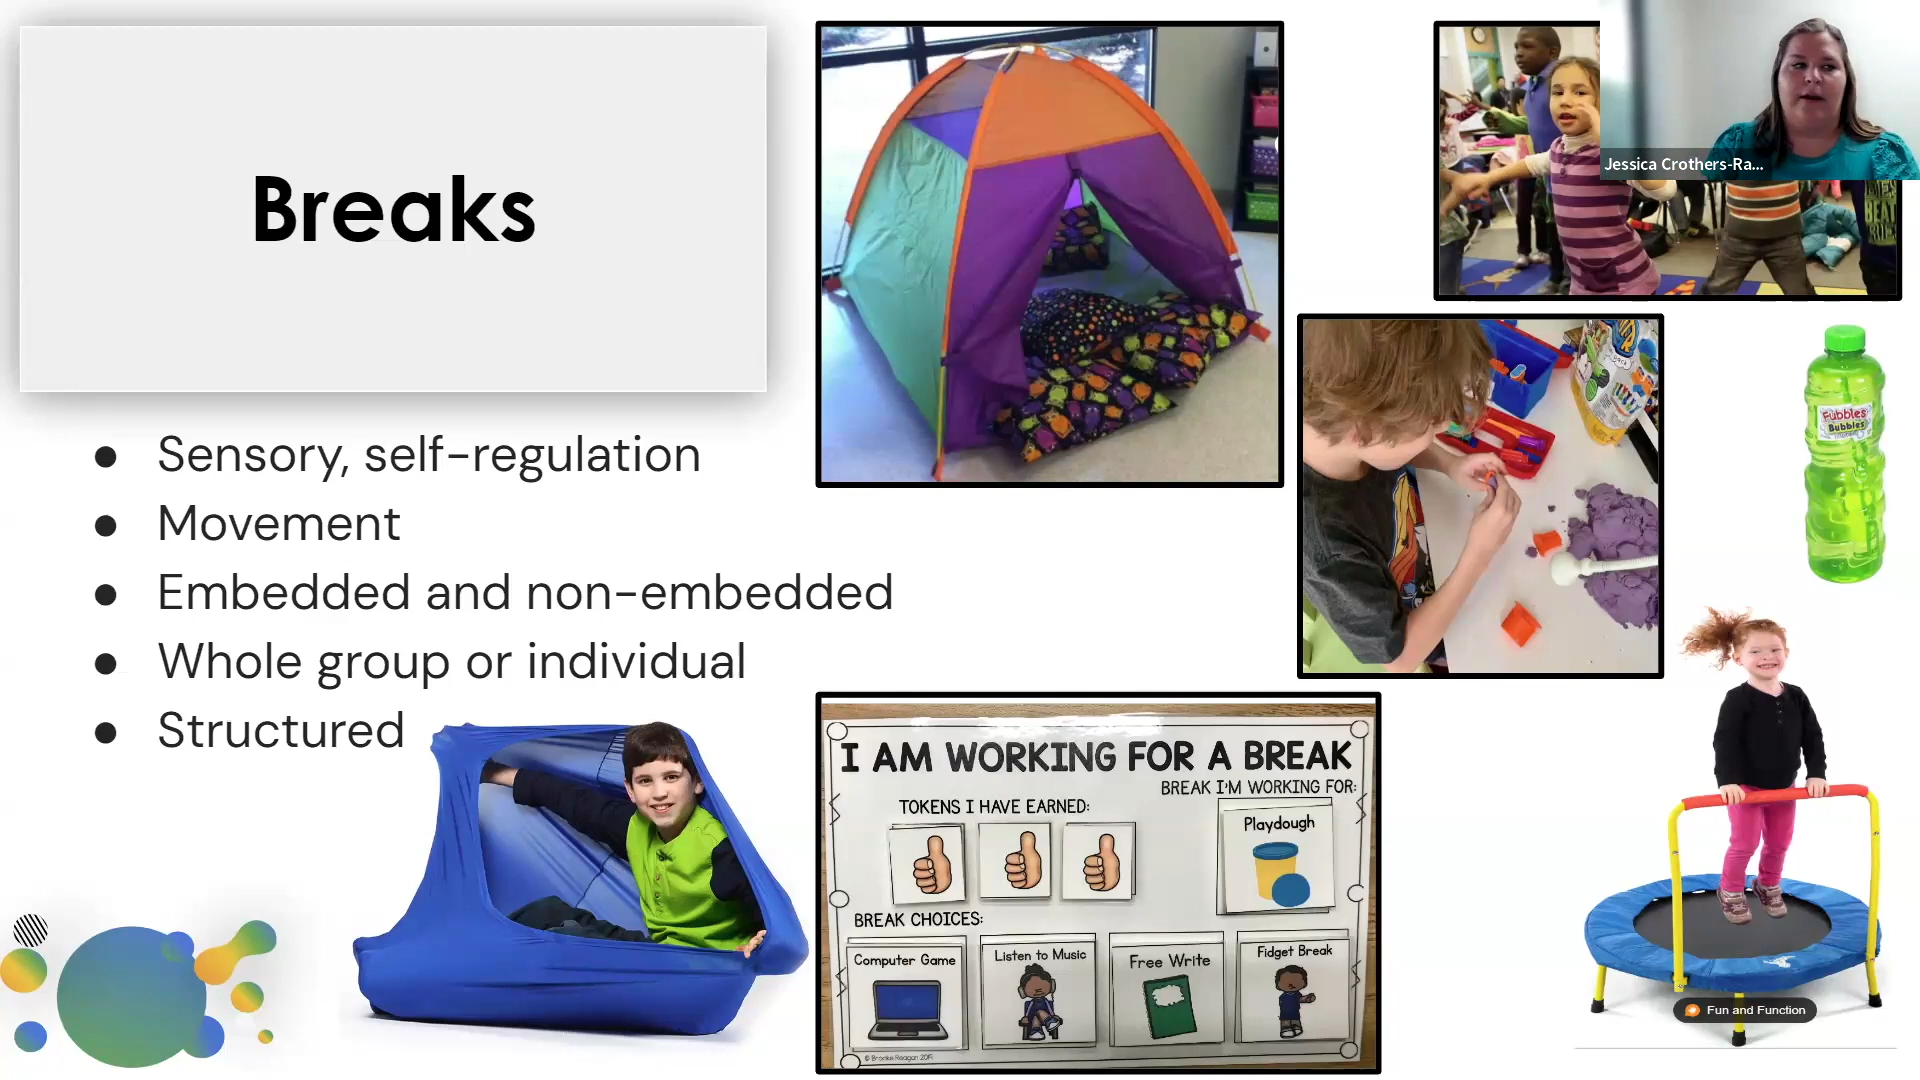 Breaks
Sensory, self-regulation
Movement
Embedded and non-embedded
Whole group or individual
Structured
Jessica Crothers-Ra...
BEAT
Fubbles
Bubbles
I AM WORKING FOR A BREAK
BREAK I'M WORKING FOR:
TOKENS I HAVE EARNED:
Playdough
BREAK CHOICES:
Computer Game
Listen to Music
Free Write
Fidget Break
© Brooke Reagan 2019
Fun and Function